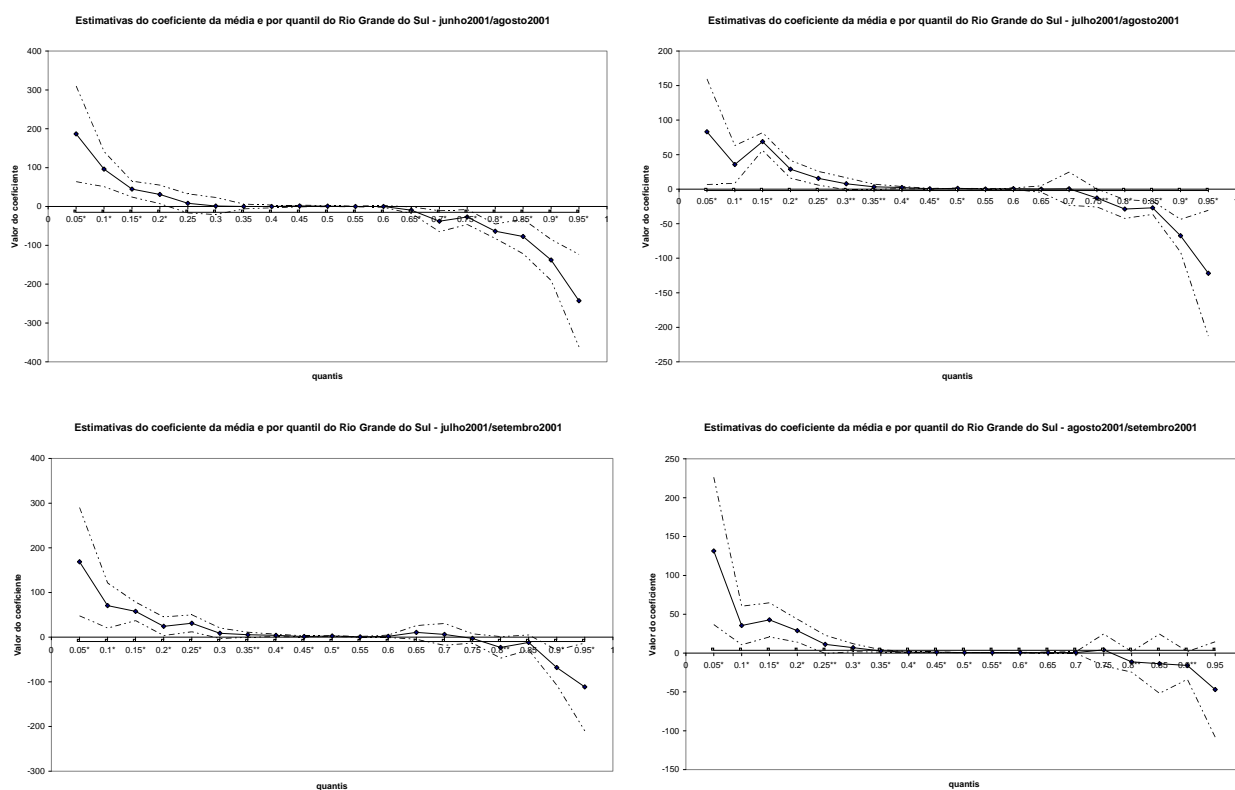 Estimativas do coeficiente da média e por quantil do Rio Grande do Sul - junho2001/agosto2001
400
300
200
100
0
-100
-200
-300
-400
Valor do coeficiente
0 0.05* 0.1* 0.15* 0.2* 0.25 0.3 0.35 0.4 0.45 0.5 0.55 0.6 0.65 0.7* 0.75* 0.8* 0.85* 0.9* 0.95* 1
quantis
Estimativas do coeficiente da média e por quantil do Rio Grande do Sul - julho2001/agosto2001
200
150
100
50
0
-50
-100
-150
-200
-250
Valor do coeficiente
0 0.05* 0.1* 0.15* 0.2* 0.25* 0.3** 0.35** 0.4* 0.45* 0.5* 0.55 0.6 0.65 0.7 0.8* 0.85* 0.9* 0.95*
quantis
Estimativas do coeficiente da média e por quantil do Rio Grande do Sul - julho2001/setembro2001
400
300
200
100
0
-100
-200
-300
Valor do coeficiente
0 0.05* 0.1* 0.15* 0.2* 0.25* 0.3 0.35** 0.4* 0.45* 0.5* 0.55 0.6 0.65 0.7 0.75 0.85 0.9* 0.95* 1
quantis
Estimativas do coeficiente da média e por quantil do Rio Grande do Sul - agosto2001/setembro2001
250
200
150
100
50
0
-50
-100
-150
Valor do coeficiente
0 0.05* 0.1* 0.15* 0.2* 0.25** 0.3* 0.35* 0.4* 0.45* 0.5* 0.55 0.6* 0.65 0.7 0.75 0.8 0.85 0.95
quantis